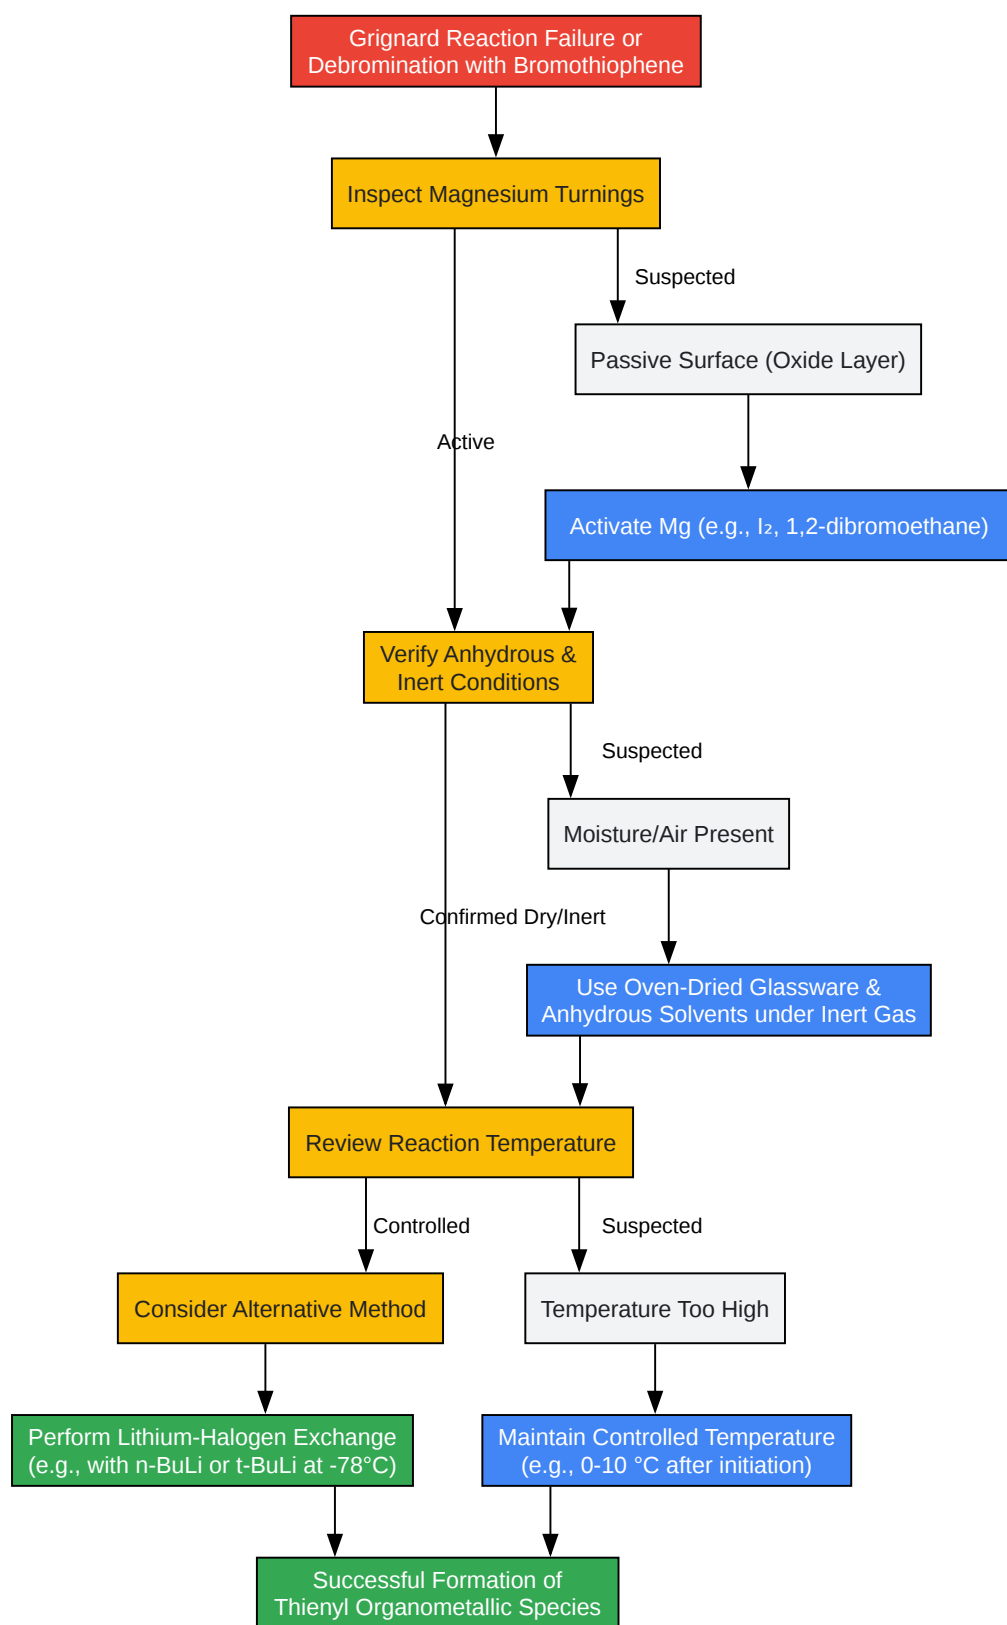 Grignard Reaction Failure or
Debromination with Bromothiophene
Inspect Magnesium Turnings
Suspected
Passive Surface (Oxide Layer)
Active
Activate Mg (e.g., I₂, 1,2-dibromoethane)
Verify Anhydrous &
Inert Conditions
Suspected
Moisture/Air Present
Confirmed Dry/Inert
Use Oven-Dried Glassware &
Anhydrous Solvents under Inert Gas
Review Reaction Temperature
Controlled
Suspected
Consider Alternative Method
Temperature Too High
Perform Lithium-Halogen Exchange
(e.g., with n-BuLi or t-BuLi at -78°C)
Maintain Controlled Temperature
(e.g., 0-10 °C after initiation)
Successful Formation of
Thienyl Organometallic Species